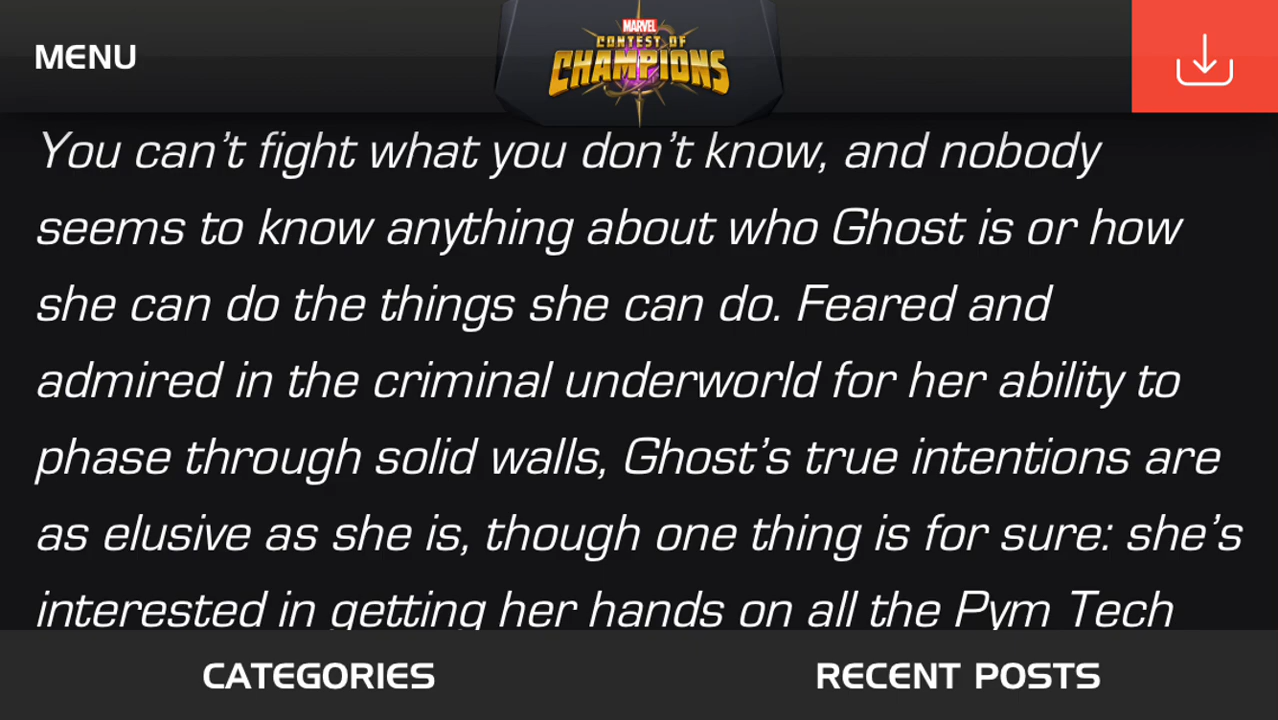 MENU
MARVEL
CONTEST OF
CHAMPIONS
You can’t fight what you don’t know, and nobody
seems to know anything about who Ghost is or how
she can do the things she can do. Feared and
admired in the criminal underworld for her ability to
phase through solid walls, Ghost’s true intentions are
as elusive as she is, though one thing is for sure: she’s
interested in getting her hands on all the Pym Tech
CATEGORIES
RECENT POSTS